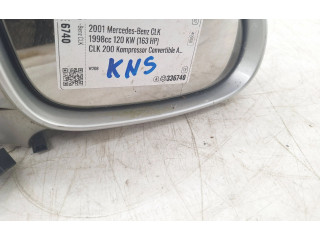 2001 Mercedes-Benz CLK
1998cc 120 KW (163 HP)
CLK 200 Kompressor Convertible A...
KNS
336740
6740